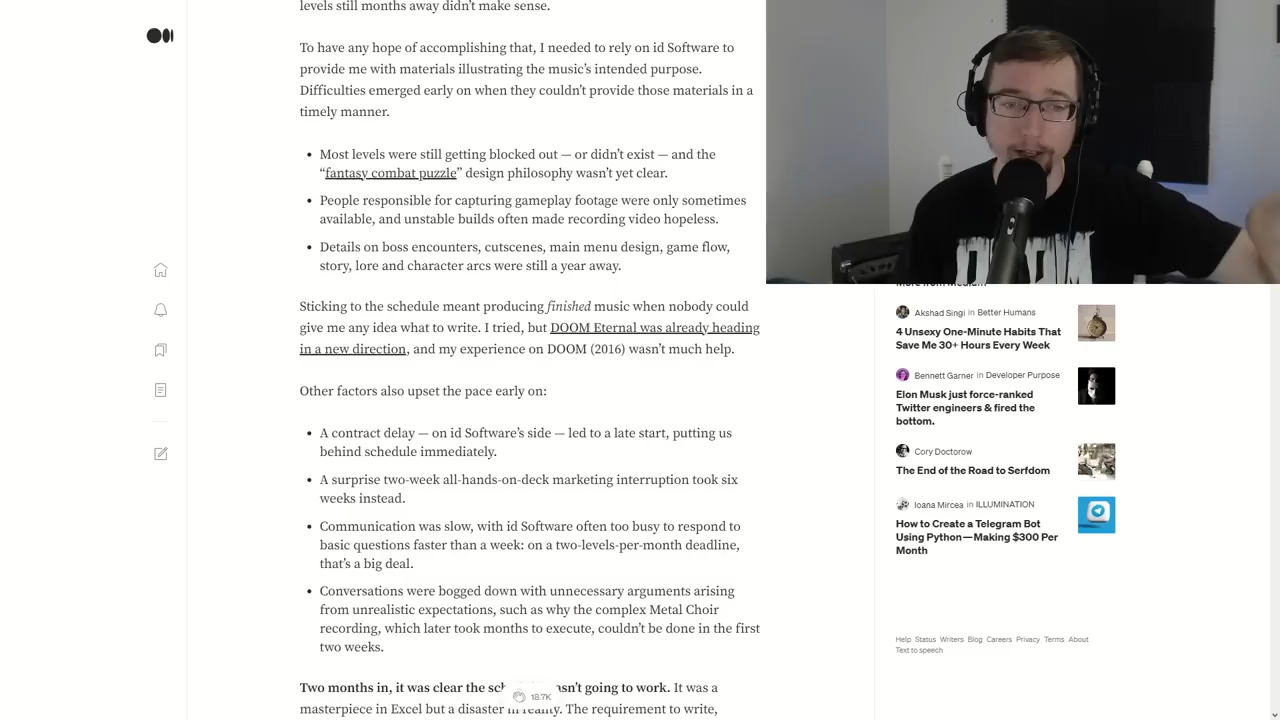 levels still months away didn’t make sense.
To have any hope of accomplishing that, I needed to rely on id Software to
provide me with materials illustrating the music’s intended purpose.
Difficulties emerged early on when they couldn’t provide those materials in a
timely manner.
• Most levels were still getting blocked out — or didn’t exist — and the
“fantasy combat puzzle” design philosophy wasn’t yet clear.
• People responsible for capturing gameplay footage were only sometimes
available, and unstable builds often made recording video hopeless.
• Details on boss encounters, cutscenes, main menu design, game flow,
story, lore and character arcs were still a year away.
Sticking to the schedule meant producing finished music when nobody could
give me any idea what to write. I tried, but DOOM Eternal was already heading
in a new direction, and my experience on DOOM (2016) wasn’t much help.
Other factors also upset the pace early on:
• A contract delay — on id Software’s side — led to a late start, putting us
behind schedule immediately.
• A surprise two-week all-hands-on-deck marketing interruption took six
weeks instead.
• Communication was slow, with id Software often too busy to respond to
basic questions faster than a week: on a two-levels-per-month deadline,
that’s a big deal.
• Conversations were bogged down with unnecessary arguments arising
from unrealistic expectations, such as why the complex Metal Choir
recording, which later took months to execute, couldn’t be done in the first
two weeks.
Two months in, it was clear the sch asn’t going to work. It was a
18.7K
masterpiece in Excel but a disaster in reality. The requirement to write,
More from Medium
Akshad Singi in Better Humans
4 Unsexy One-Minute Habits That
Save Me 30+ Hours Every Week
Bennett Garner in Developer Purpose
Elon Musk just force-ranked
Twitter engineers & fired the
bottom.
Cory Doctorow
The End of the Road to Serfdom
Ioana Mircea in ILLUMINATION
How to Create a Telegram Bot
Using Python — Making $300 Per
Month
Help Status Writers Blog Careers Privacy Terms About
Text to speech